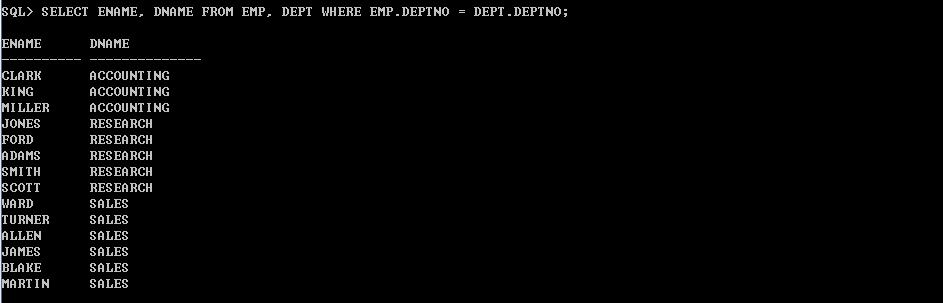 SQL> SELECT ENAME, DNAME FROM EMP, DEPT WHERE EMP.DEPTNO = DEPT.DEPTNO;
ENAME      DNAME
---------- --------------
CLARK      ACCOUNTING
KING       ACCOUNTING
MILLER     ACCOUNTING
JONES      RESEARCH
FORD       RESEARCH
ADAMS      RESEARCH
SMITH      RESEARCH
SCOTT      RESEARCH
WARD       SALES
TURNER     SALES
ALLEN      SALES
JAMES      SALES
BLAKE      SALES
MARTIN     SALES